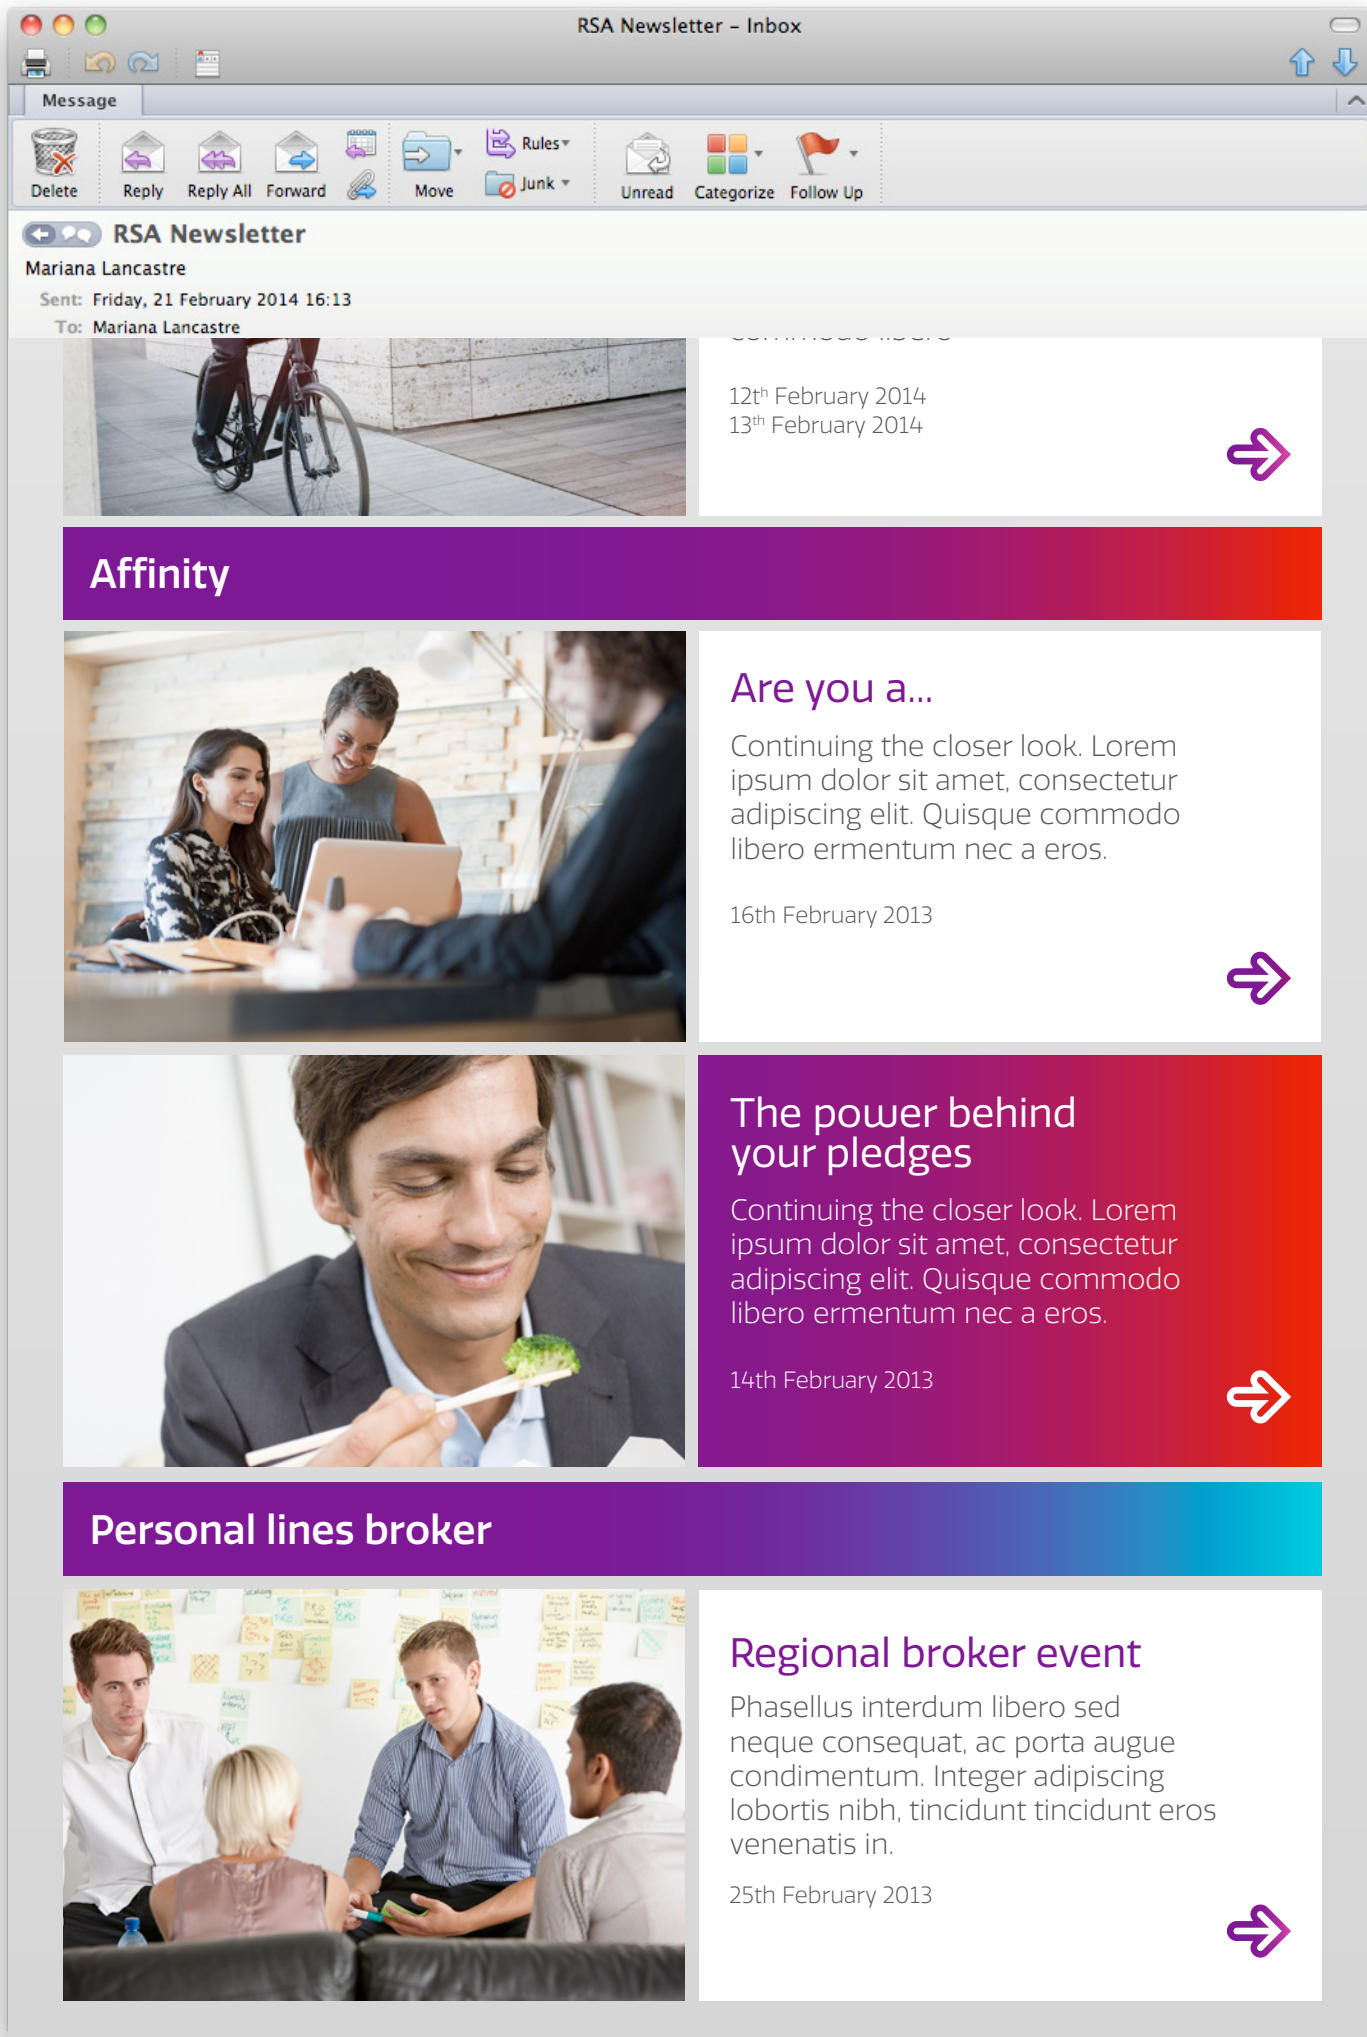 RSA Newsletter – Inbox
Message
Delete
Reply
Reply All
Forward
Move
Rules
Junk
Unread
Categorize
Follow Up
RSA Newsletter
Mariana Lancastre
Sent: Friday, 21 February 2014 16:13
To: Mariana Lancastre
12th February 2014
13th February 2014
Affinity
Are you a...
Continuing the closer look. Lorem
ipsum dolor sit amet, consectetur
adipiscing elit. Quisque commodo
libero ermentum nec a eros.
16th February 2013
The power behind
your pledges
Continuing the closer look. Lorem
ipsum dolor sit amet, consectetur
adipiscing elit. Quisque commodo
libero ermentum nec a eros.
14th February 2013
Personal lines broker
Regional broker event
Phasellus interdum libero sed
neque consequat, ac porta augue
condimentum. Integer adipiscing
lobortis nibh, tincidunt tincidunt eros
venenatis in.
25th February 2013